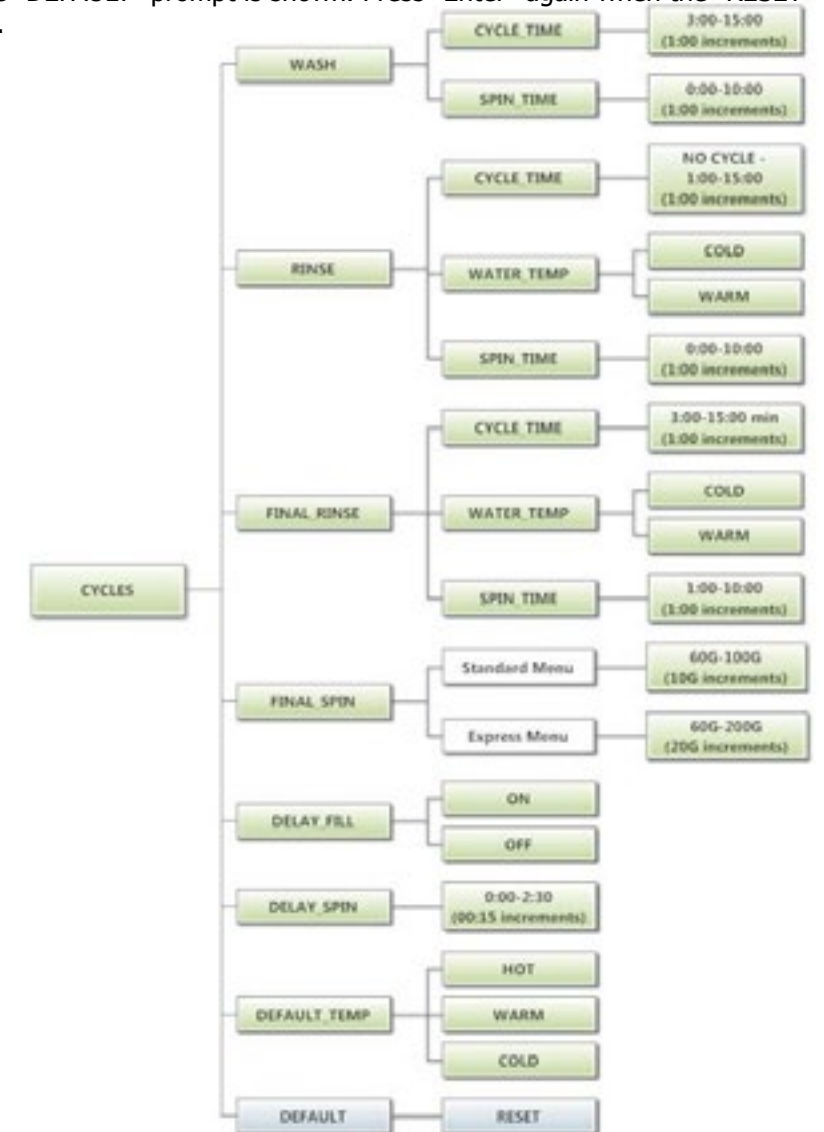 "DEFAULT" prompt is shown. Press "Enter" again when the "RESET"
.
CYCLES
WASH
CYCLE_TIME
3:00-15:00
(1:00 increments)
SPIN_TIME
0:00-10:00
(1:00 increments)
RINSE
CYCLE_TIME
NO CYCLE -
1:00-15:00
(1:00 increments)
WATER_TEMP
COLD
WARM
SPIN_TIME
0:00-10:00
(1:00 increments)
FINAL_RINSE
CYCLE_TIME
(1:00 increments)
WATER_TEMP
COLD
WARM
SPIN_TIME
1:00-10:00
(1:00 increments)
FINAL_SPIN
Standard Menu
60G-100G
(10G increments)
Express Menu
60G-200G
(20G increments)
DELAY_FILL
ON
OFF
DELAY_SPIN
0:00-2:30
(00:15 increments)
DEFAULT_TEMP
HOT
WARM
COLD
DEFAULT
RESET